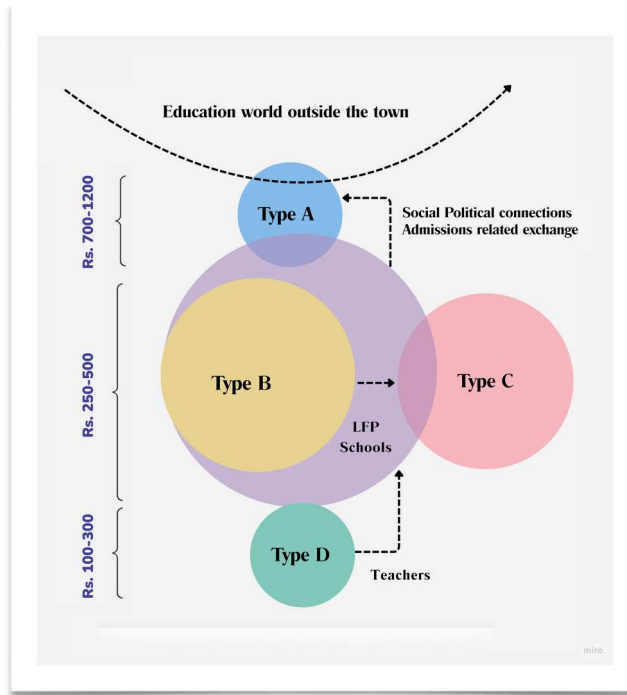 Education world outside the town
Rs. 700-1200
Type A
Social Political connections
Admissions related exchange
Rs. 250-500
Type B
Type C
LFP
Schools
Rs. 100-300
Type D
Teachers
miro